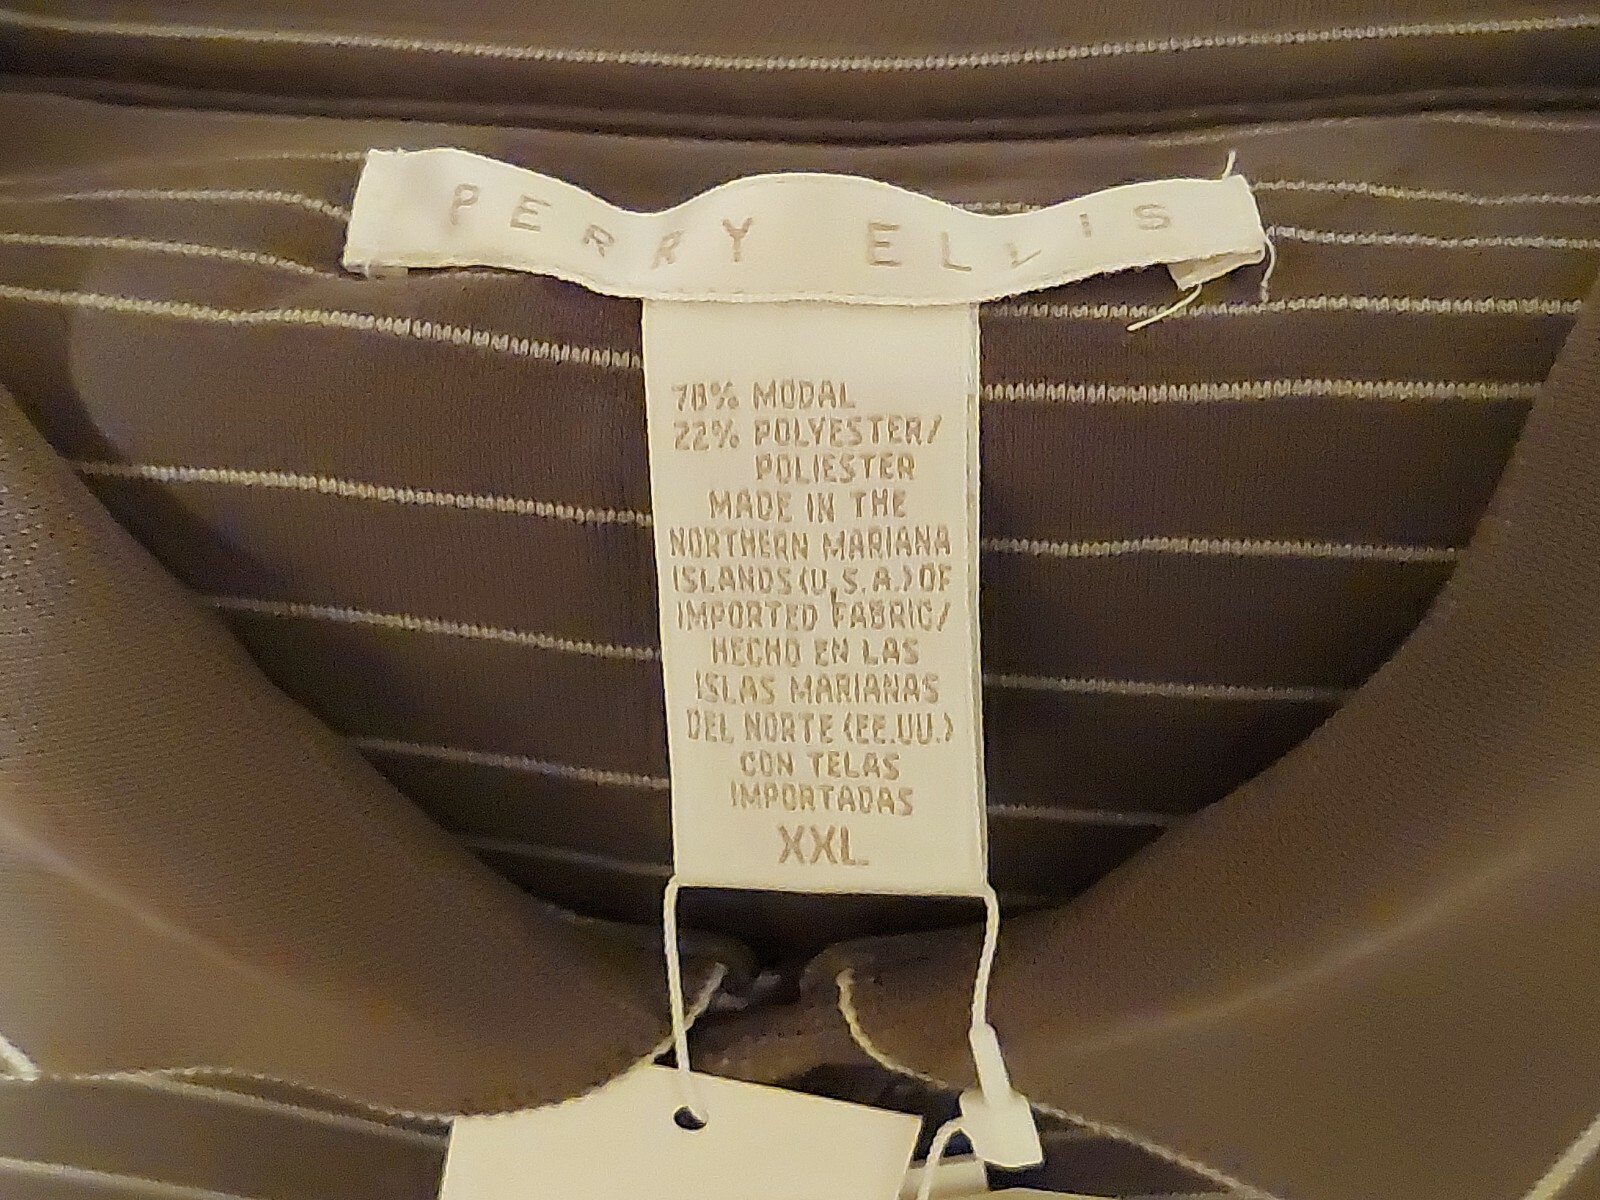 PERRY ELLIS
78% MODAL
22% POLYESTER/
POLIESTER
MADE IN THE
NORTHERN MARIANA
ISLANDS (U.S.A.) OF
IMPORTED FABRIC/
HECHO EN LAS
ISLAS MARIANAS
DEL NORTE (EE.UU.)
CON TELAS
IMPORTADAS
XXL